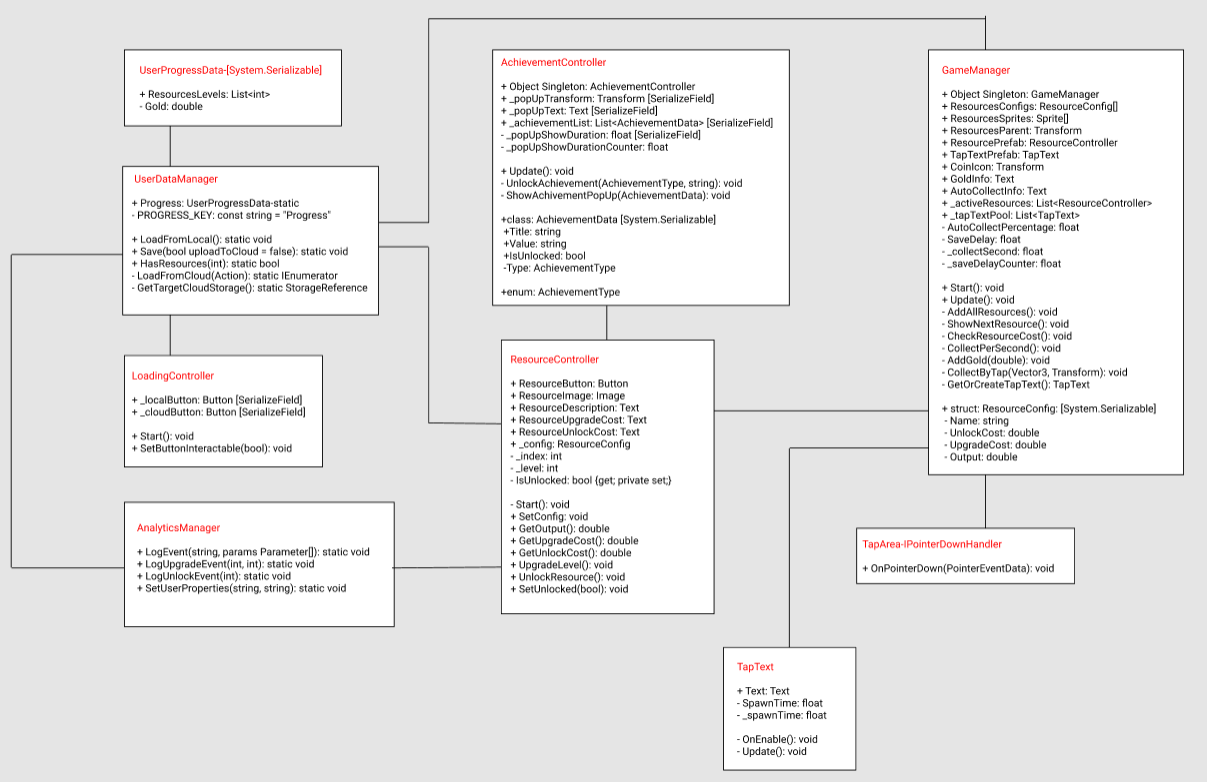 UserProgressData-[System.Serializable]
+ ResourcesLevels: List<int>
- Gold: double
UserDataManager
+ Progress: UserProgressData-static
- PROGRESS_KEY: const string = "Progress"
+ LoadFromLocal(): static void
+ Save(bool uploadToCloud = false): static void
+ HasResources(int): static bool
- LoadFromCloud(Action): static IEnumerator
- GetTargetCloudStorage(): static StorageReference
LoadingController
+ _localButton: Button [SerializeField]
+ _cloudButton: Button [SerializeField]
+ Start(): void
+ SetButtonInteractable(bool): void
AnalyticsManager
+ LogEvent(string, params Parameter[]): static void
+ LogUpgradeEvent(int, int): static void
+ LogUnlockEvent(int): static void
+ SetUserProperties(string, string): static void
AchievementController
+ Object Singleton: AchievementController
+ _popUpTransform: Transform [SerializeField]
+ _popUpText: Text [SerializeField]
+ _achievementList: List<AchievementData> [SerializeField]
- _popUpShowDuration: float [SerializeField]
- _popUpShowDurationCounter: float
+ Update(): void
- UnlockAchievement(AchievementType, string): void
- ShowAchivementPopUp(AchievementData): void
+class: AchievementData [System.Serializable]
+Title: string
+Value: string
+IsUnlocked: bool
-Type: AchievementType
+enum: AchievementType
ResourceController
+ ResourceButton: Button
+ ResourceImage: Image
+ ResourceDescription: Text
+ ResourceUpgradeCost: Text
+ ResourceUnlockCost: Text
+ _config: ResourceConfig
- _index: int
- _level: int
- IsUnlocked: bool {get; private set;}
- Start(): void
+ SetConfig: void
+ GetOutput(): double
+ GetUpgradeCost(): double
+ GetUnlockCost(): double
+ UpgradeLevel(): void
+ UnlockResource(): void
+ SetUnlocked(bool): void
GameManager
+ Object Singleton: GameManager
+ ResourcesConfigs: ResourceConfig[]
+ ResourcesSprites: Sprite[]
+ ResourcesParent: Transform
+ ResourcePrefab: ResourceController
+ TapTextPrefab: TapText
+ CoinIcon: Transform
+ GoldInfo: Text
+ AutoCollectInfo: Text
+ _activeResources: List<ResourceController>
+ _tapTextPool: List<TapText>
- AutoCollectPercentage: float
- SaveDelay: float
- _collectSecond: float
- _saveDelayCounter: float
+ Start(): void
+ Update(): void
- AddAllResources(): void
- ShowNextResource(): void
- CheckResourceCost(): void
- CollectPerSecond(): void
- AddGold(double): void
- CollectByTap(Vector3, Transform): void
- GetOrCreateTapText(): TapText
+ struct: ResourceConfig: [System.Serializable]
- Name: string
- UnlockCost: double
- UpgradeCost: double
- Output: double
TapArea-IPointerDownHandler
+ OnPointerDown(PointerEventData): void
TapText
+ Text: Text
- SpawnTime: float
- _spawnTime: float
- OnEnable(): void
- Update(): void